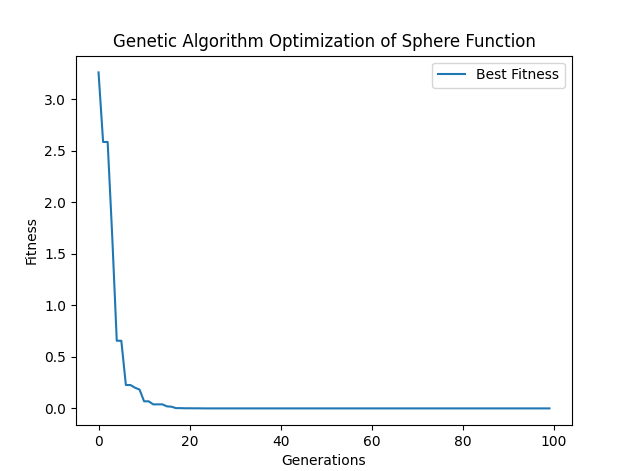 Genetic Algorithm Optimization of Sphere Function
Best Fitness
3.0
2.5
2.0
1.5
1.0
0.5
0.0
Fitness
0 20 40 60 80 100
Generations